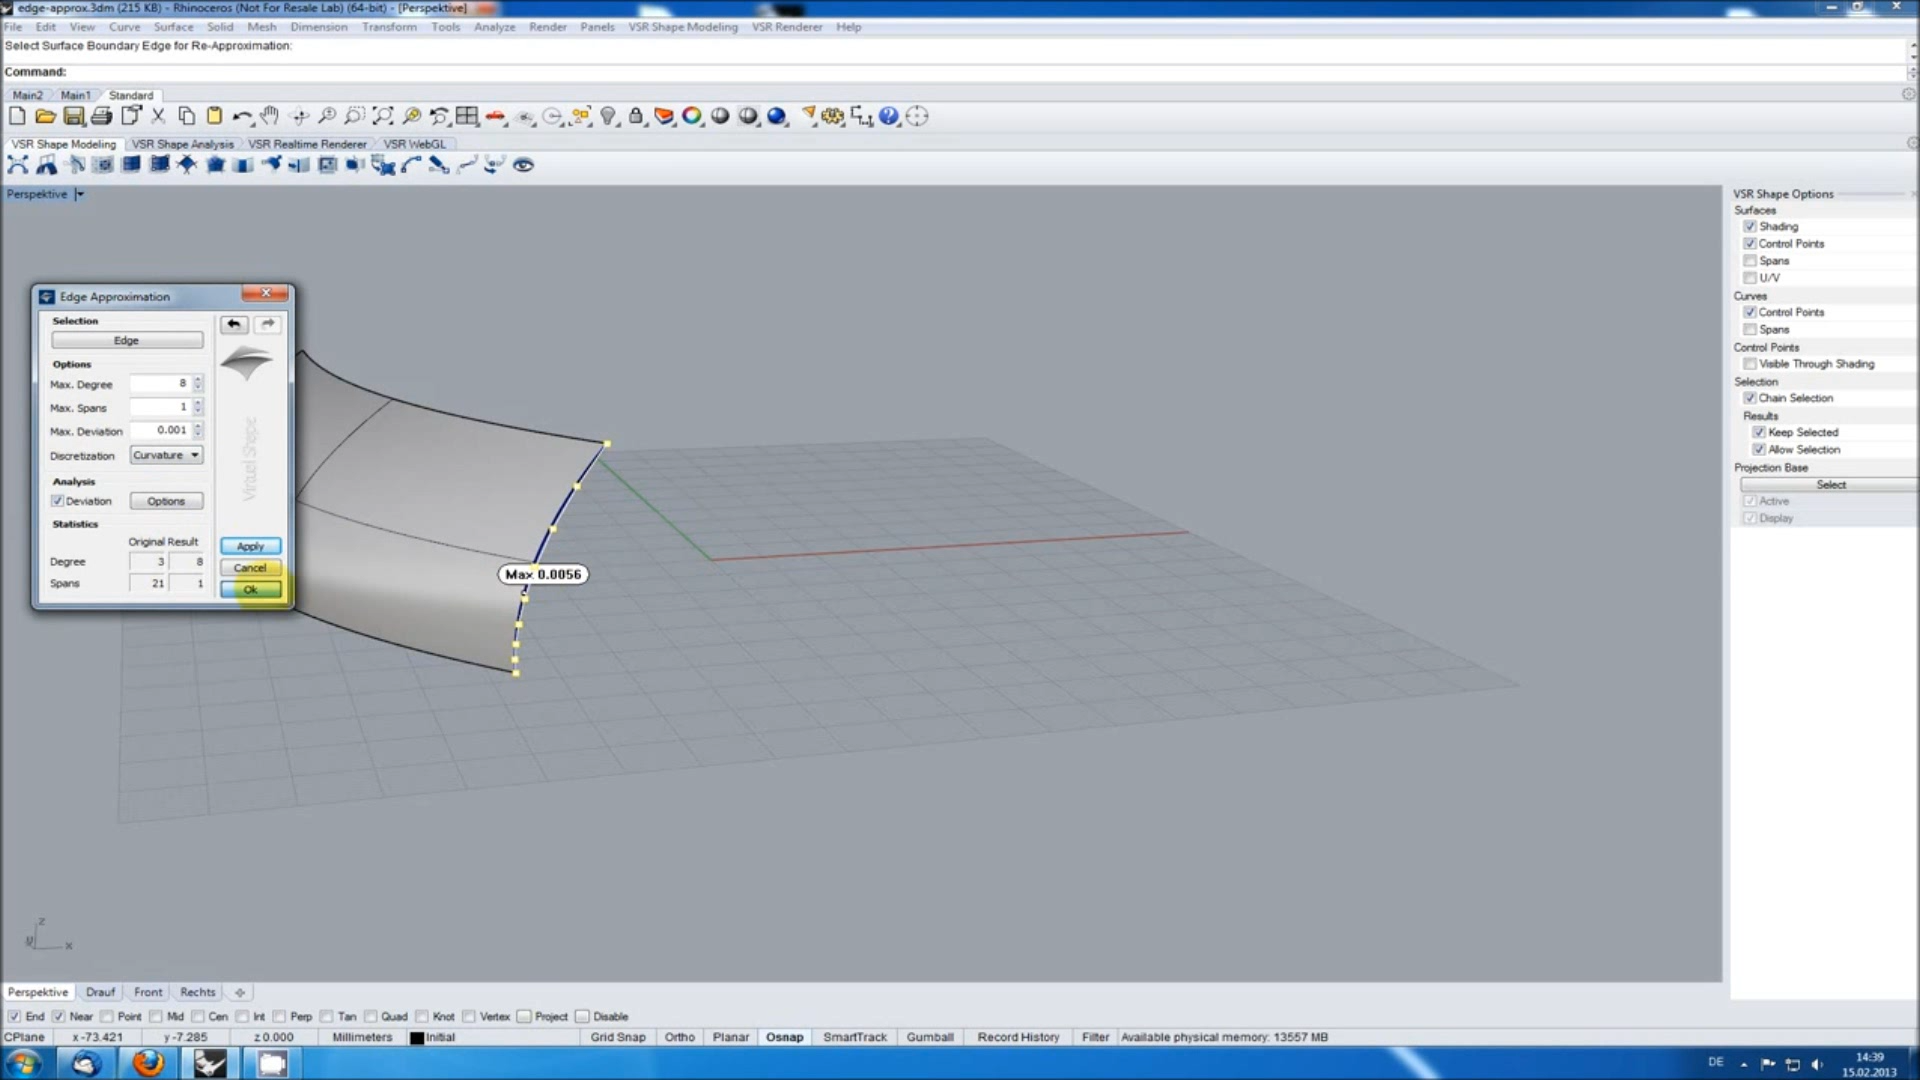 edge-approx.3dm (215 KB) - Rhinoceros (Not For Resale Lab) (64-bit) - [Perspektive]
File Edit View Curve Surface Solid Mesh Dimension Transform Tools Analyze Render Panels VSR Shape Modeling VSR Renderer Help
Select Surface Boundary Edge for Re-Approximation:
Command:
Main2 Main1 Standard
VSR Shape Modeling VSR Shape Analysis VSR Realtime Renderer VSR WebGL
Perspektive
Edge Approximation
Selection
Edge
Options
Max. Degree 8
Max. Spans 1
Max. Deviation 0.001
Discretization Curvature
Analysis
Deviation Options
Statistics
Original Result
Degree 3 8
Spans 21 1
Virtual Shape
Apply
Cancel
Ok
Max 0.0056
VSR Shape Options
Surfaces
Shading
Control Points
Spans
U/V
Curves
Control Points
Spans
Control Points
Visible Through Shading
Selection
Chain Selection
Results
Keep Selected
Allow Selection
Projection Base
Select
Active
Display
z
y x
Perspektive Drauf Front Rechts
End Near Point Mid Cen Int Perp Tan Quad Knot Vertex Project Disable
CPlane x -73.421 y -7.285 z 0.000 Millimeters Initial Grid Snap Ortho Planar Osnap SmartTrack Gumball Record History Filter Available physical memory: 13557 MB
DE 14:39
15.02.2013